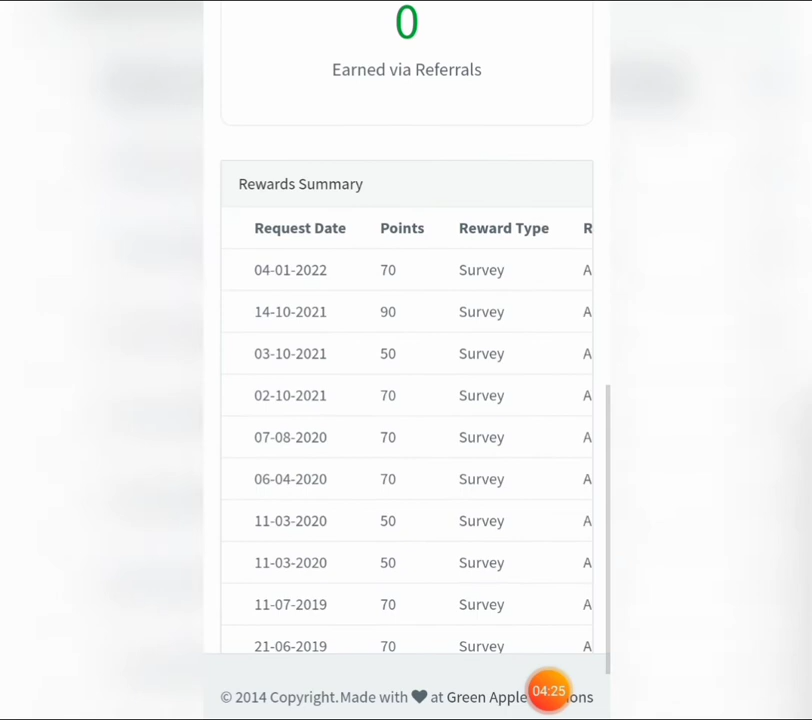 0
Earned via Referrals
Rewards Summary
Request Date Points Reward Type R
04-01-2022 70 Survey A
14-10-2021 90 Survey A
03-10-2021 50 Survey A
02-10-2021 70 Survey A
07-08-2020 70 Survey A
06-04-2020 70 Survey A
11-03-2020 50 Survey A
11-03-2020 50 Survey A
11-07-2019 70 Survey A
21-06-2019 70 Survey A
© 2014 Copyright.Made with ♥ at Green Apple ons
04:25